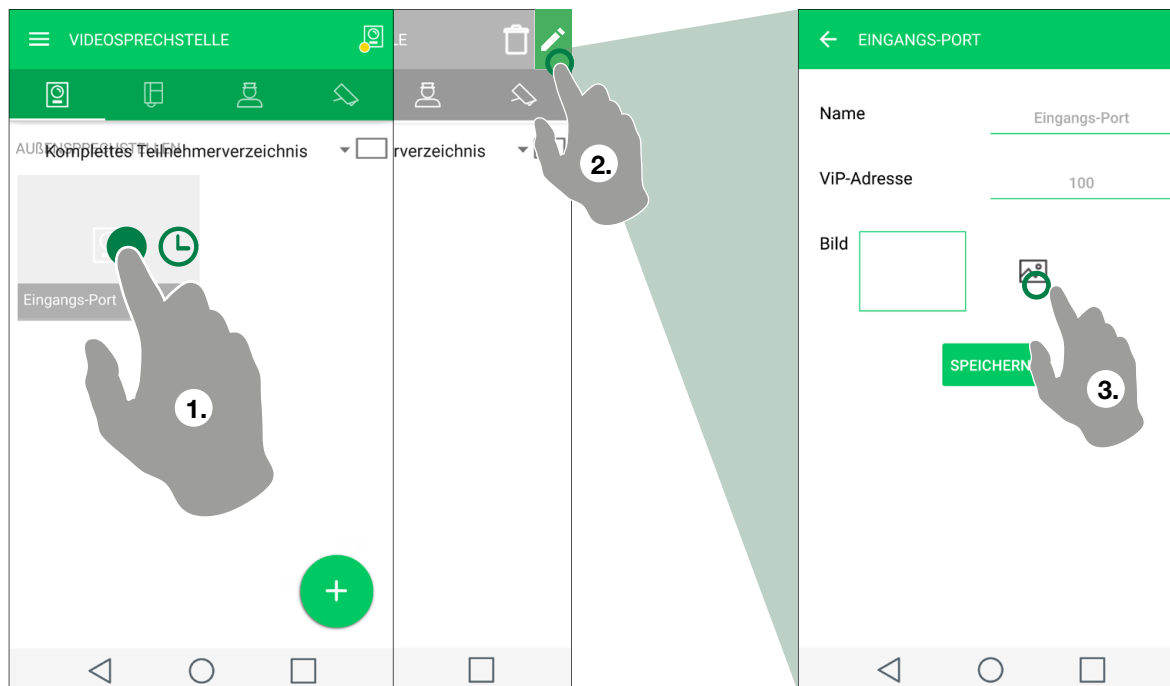 VIDEOSPRECHSTELLE
AUßENSPRECHSTELLEN
Komplettes Teilnehmerverzeichnis
Eingangs-Port
1.
LE
rverzeichnis
2.
EINGANGS-PORT
Name
Eingangs-Port
ViP-Adresse
100
Bild
SPEICHERN
3.